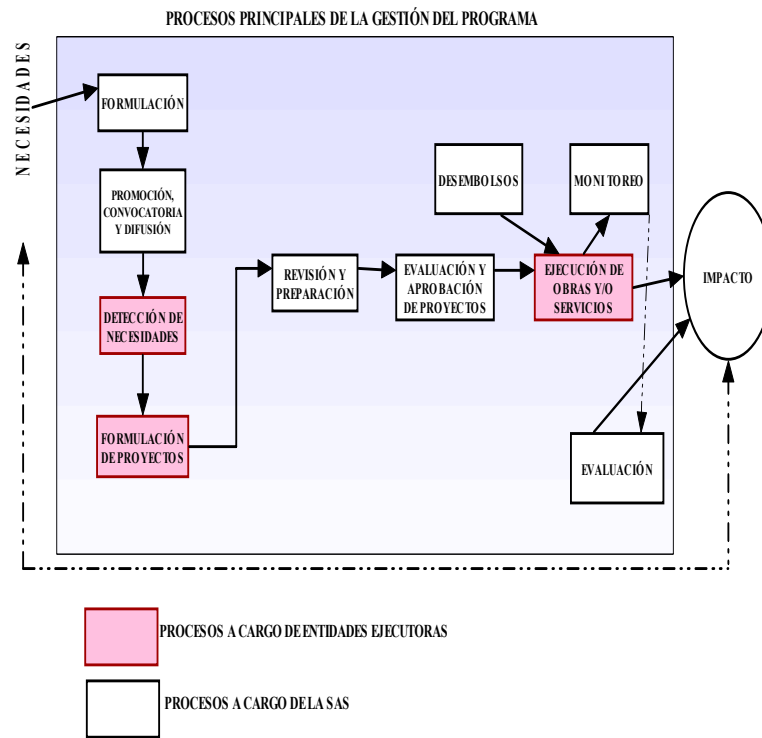 PROCESOS PRINCIPALES DE LA GESTIÓN DEL PROGRAMA
NECESIDADES
FORMULACIÓN
PROMOCIÓN,
CONVOCATORIA
Y DIFUSIÓN
DETECCIÓN DE
NECESIDADES
FORMULACIÓN
DE PROYECTOS
REVISIÓN Y
PREPARACIÓN
EVALUACIÓN Y
APROBACIÓN
DE PROYECTOS
DESEMBOLSOS
MONITOREO
EJECUCIÓN DE
OBRAS Y/O
SERVICIOS
IMPACTO
EVALUACIÓN
PROCESOS A CARGO DE ENTIDADES EJECUTORAS
PROCESOS A CARGO DE LA SAS